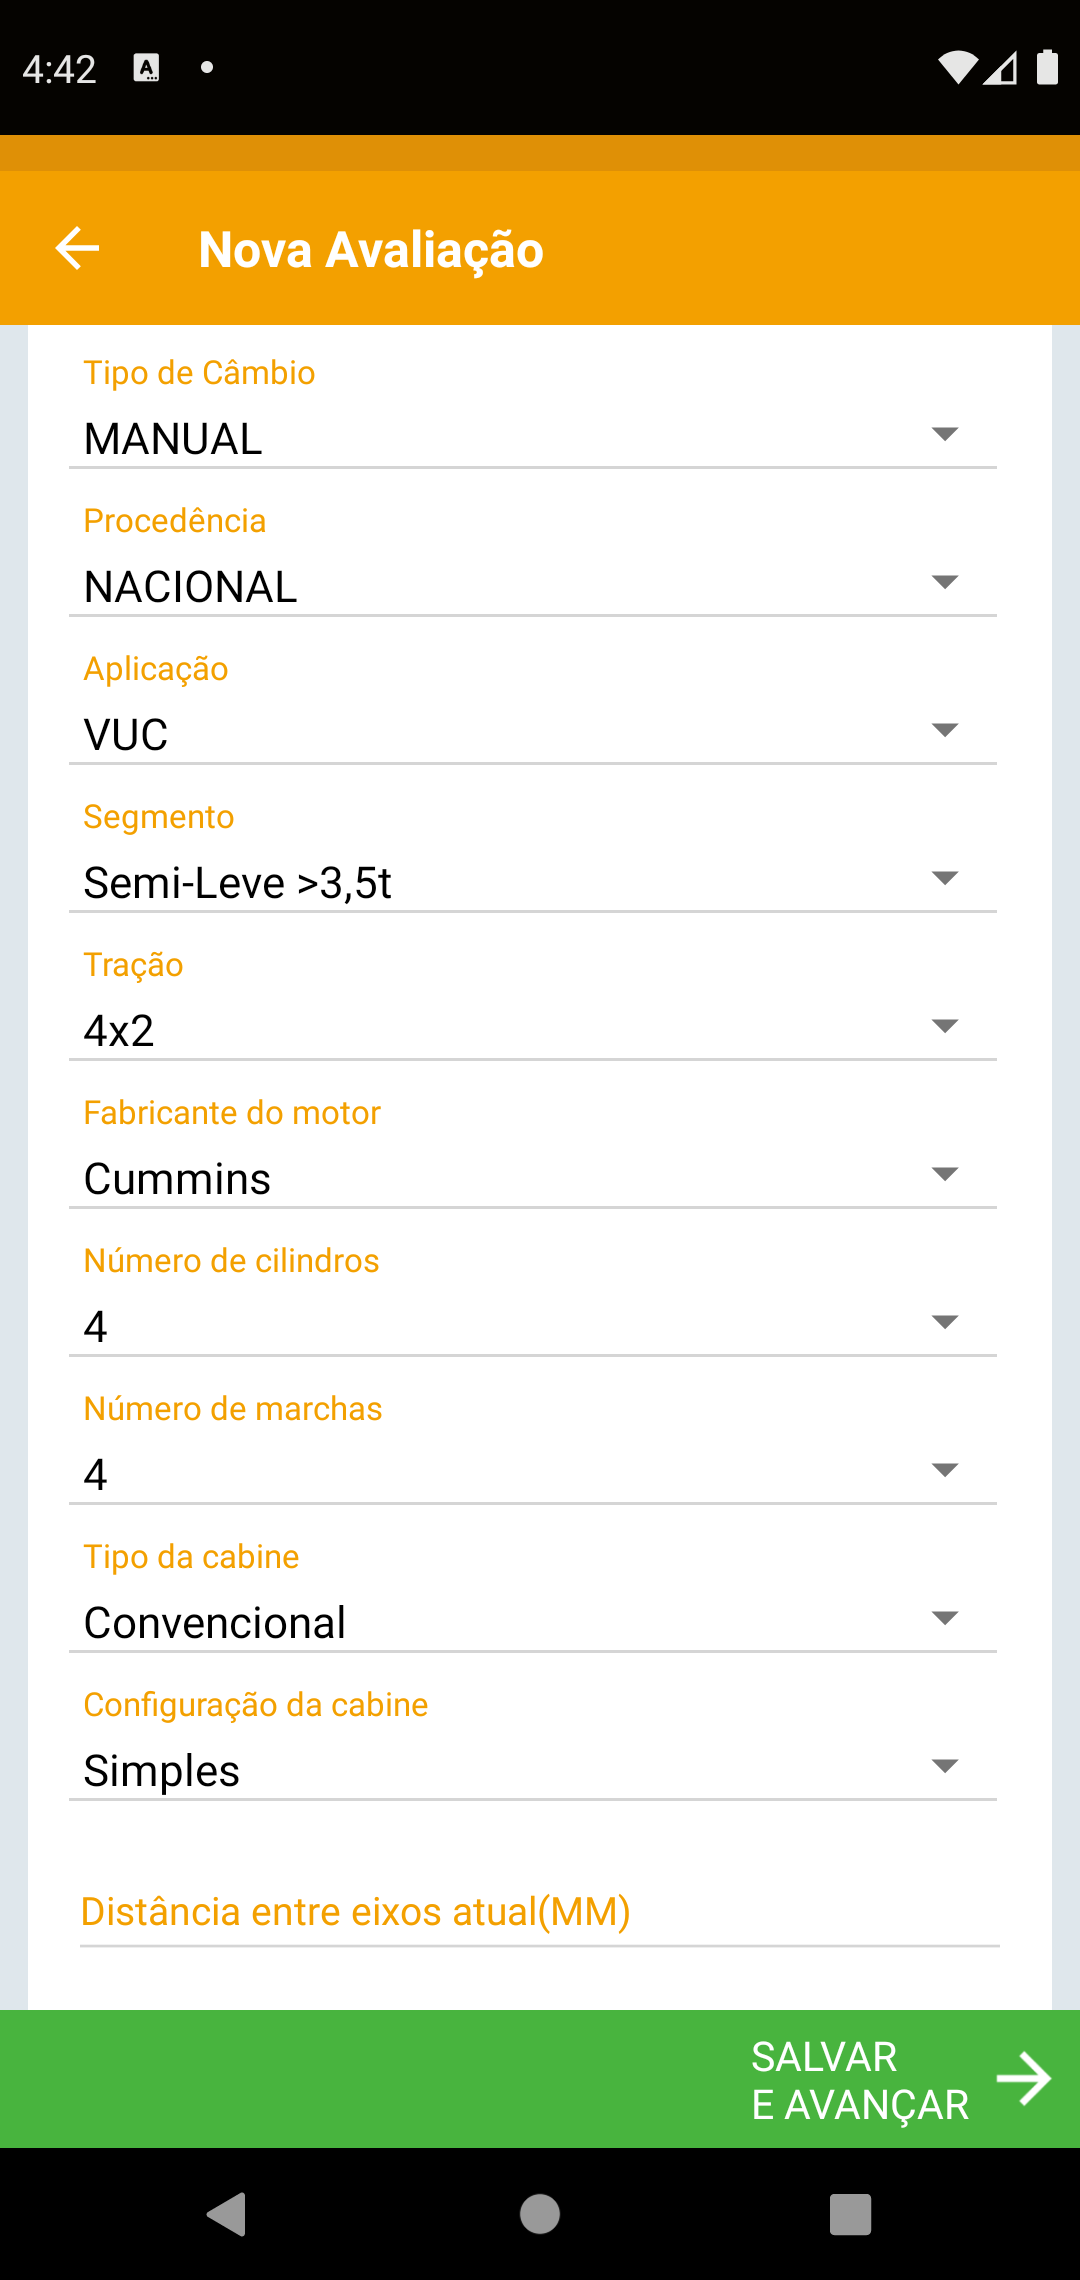 4:42
Nova Avaliação
Tipo de Câmbio
MANUAL
Procedência
NACIONAL
Aplicação
VUC
Segmento
Semi-Leve >3,5t
Tração
4x2
Fabricante do motor
Cummins
Número de cilindros
4
Número de marchas
4
Tipo da cabine
Convencional
Configuração da cabine
Simples
Distância entre eixos atual(MM)
SALVAR
E AVANÇAR